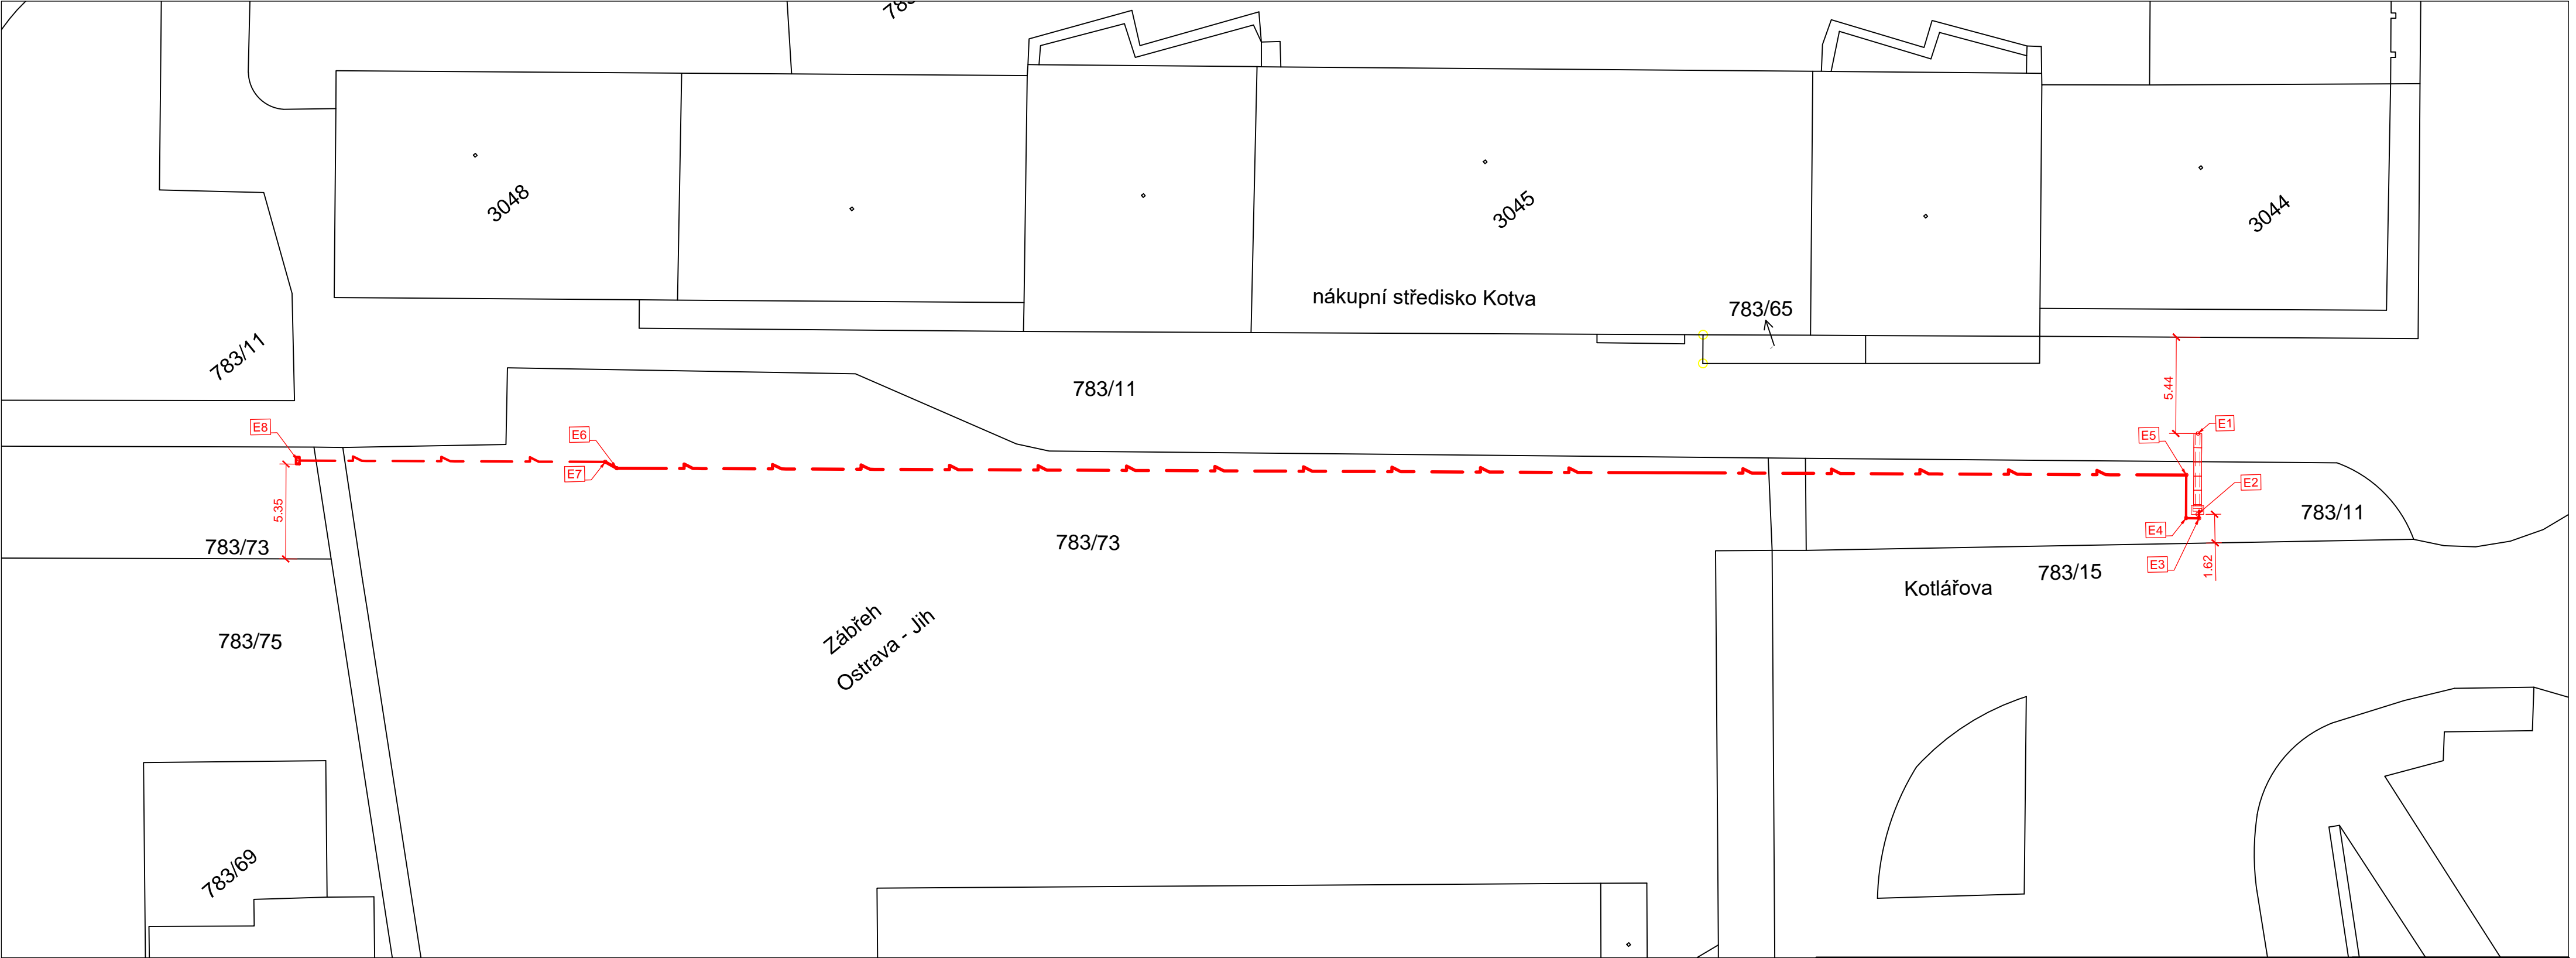 3048
3045
3044
nákupní středisko Kotva
783/65
783/11
783/11
5.44
E8
E6
E7
E5
E1
E2
E4
E3
783/11
5.35
1.62
783/73
783/73
783/15
Kotlářova
783/75
Zábřeh
Ostrava - Jih
783/69